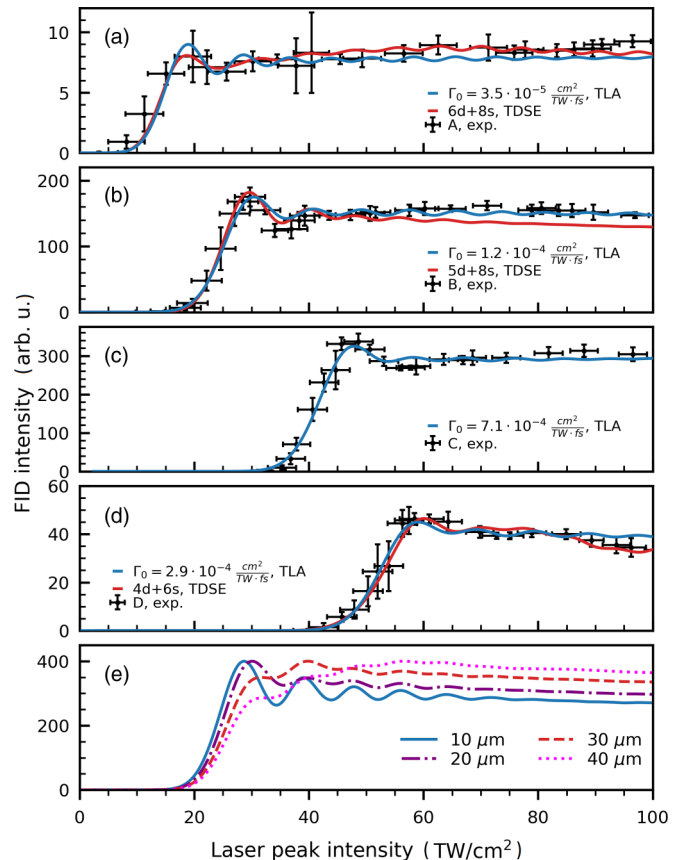 10
5
0
(a)
Γ₀ = 3.5 · 10⁻⁵ cm²/TW·fs, TLA
6d+8s, TDSE
A, exp.
200
100
0
(b)
Γ₀ = 1.2 · 10⁻⁴ cm²/TW·fs, TLA
5d+8s, TDSE
B, exp.
300
200
100
0
(c)
Γ₀ = 7.1 · 10⁻⁴ cm²/TW·fs, TLA
C, exp.
FID intensity (arb. u.)
60
40
20
0
(d)
Γ₀ = 2.9 · 10⁻⁴ cm²/TW·fs, TLA
4d+6s, TDSE
D, exp.
400
200
0
(e)
10 μm
30 μm
20 μm
40 μm
0 20 40 60 80 100
Laser peak intensity (TW/cm²)